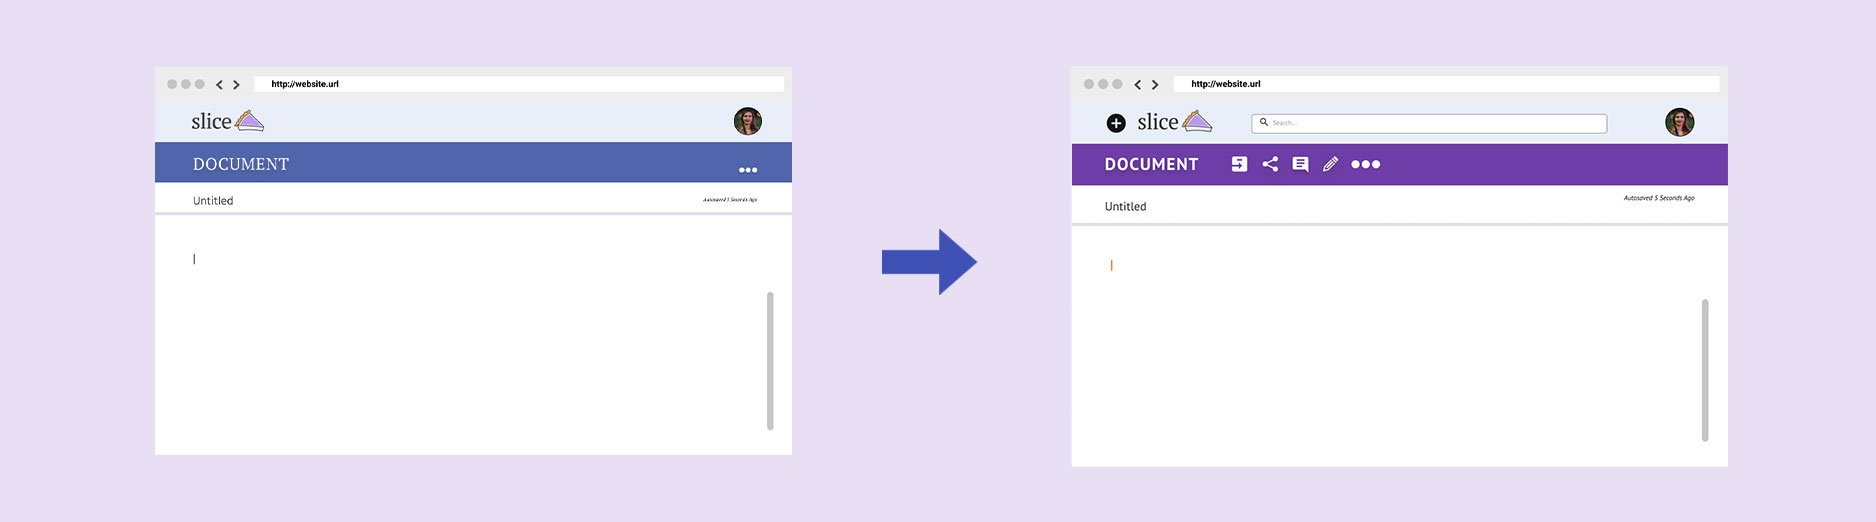 http://website.url
slice
DOCUMENT
Untitled
Autosaved 5 Seconds Ago
http://website.url
slice
Search...
DOCUMENT
Untitled
Autosaved 5 Seconds Ago